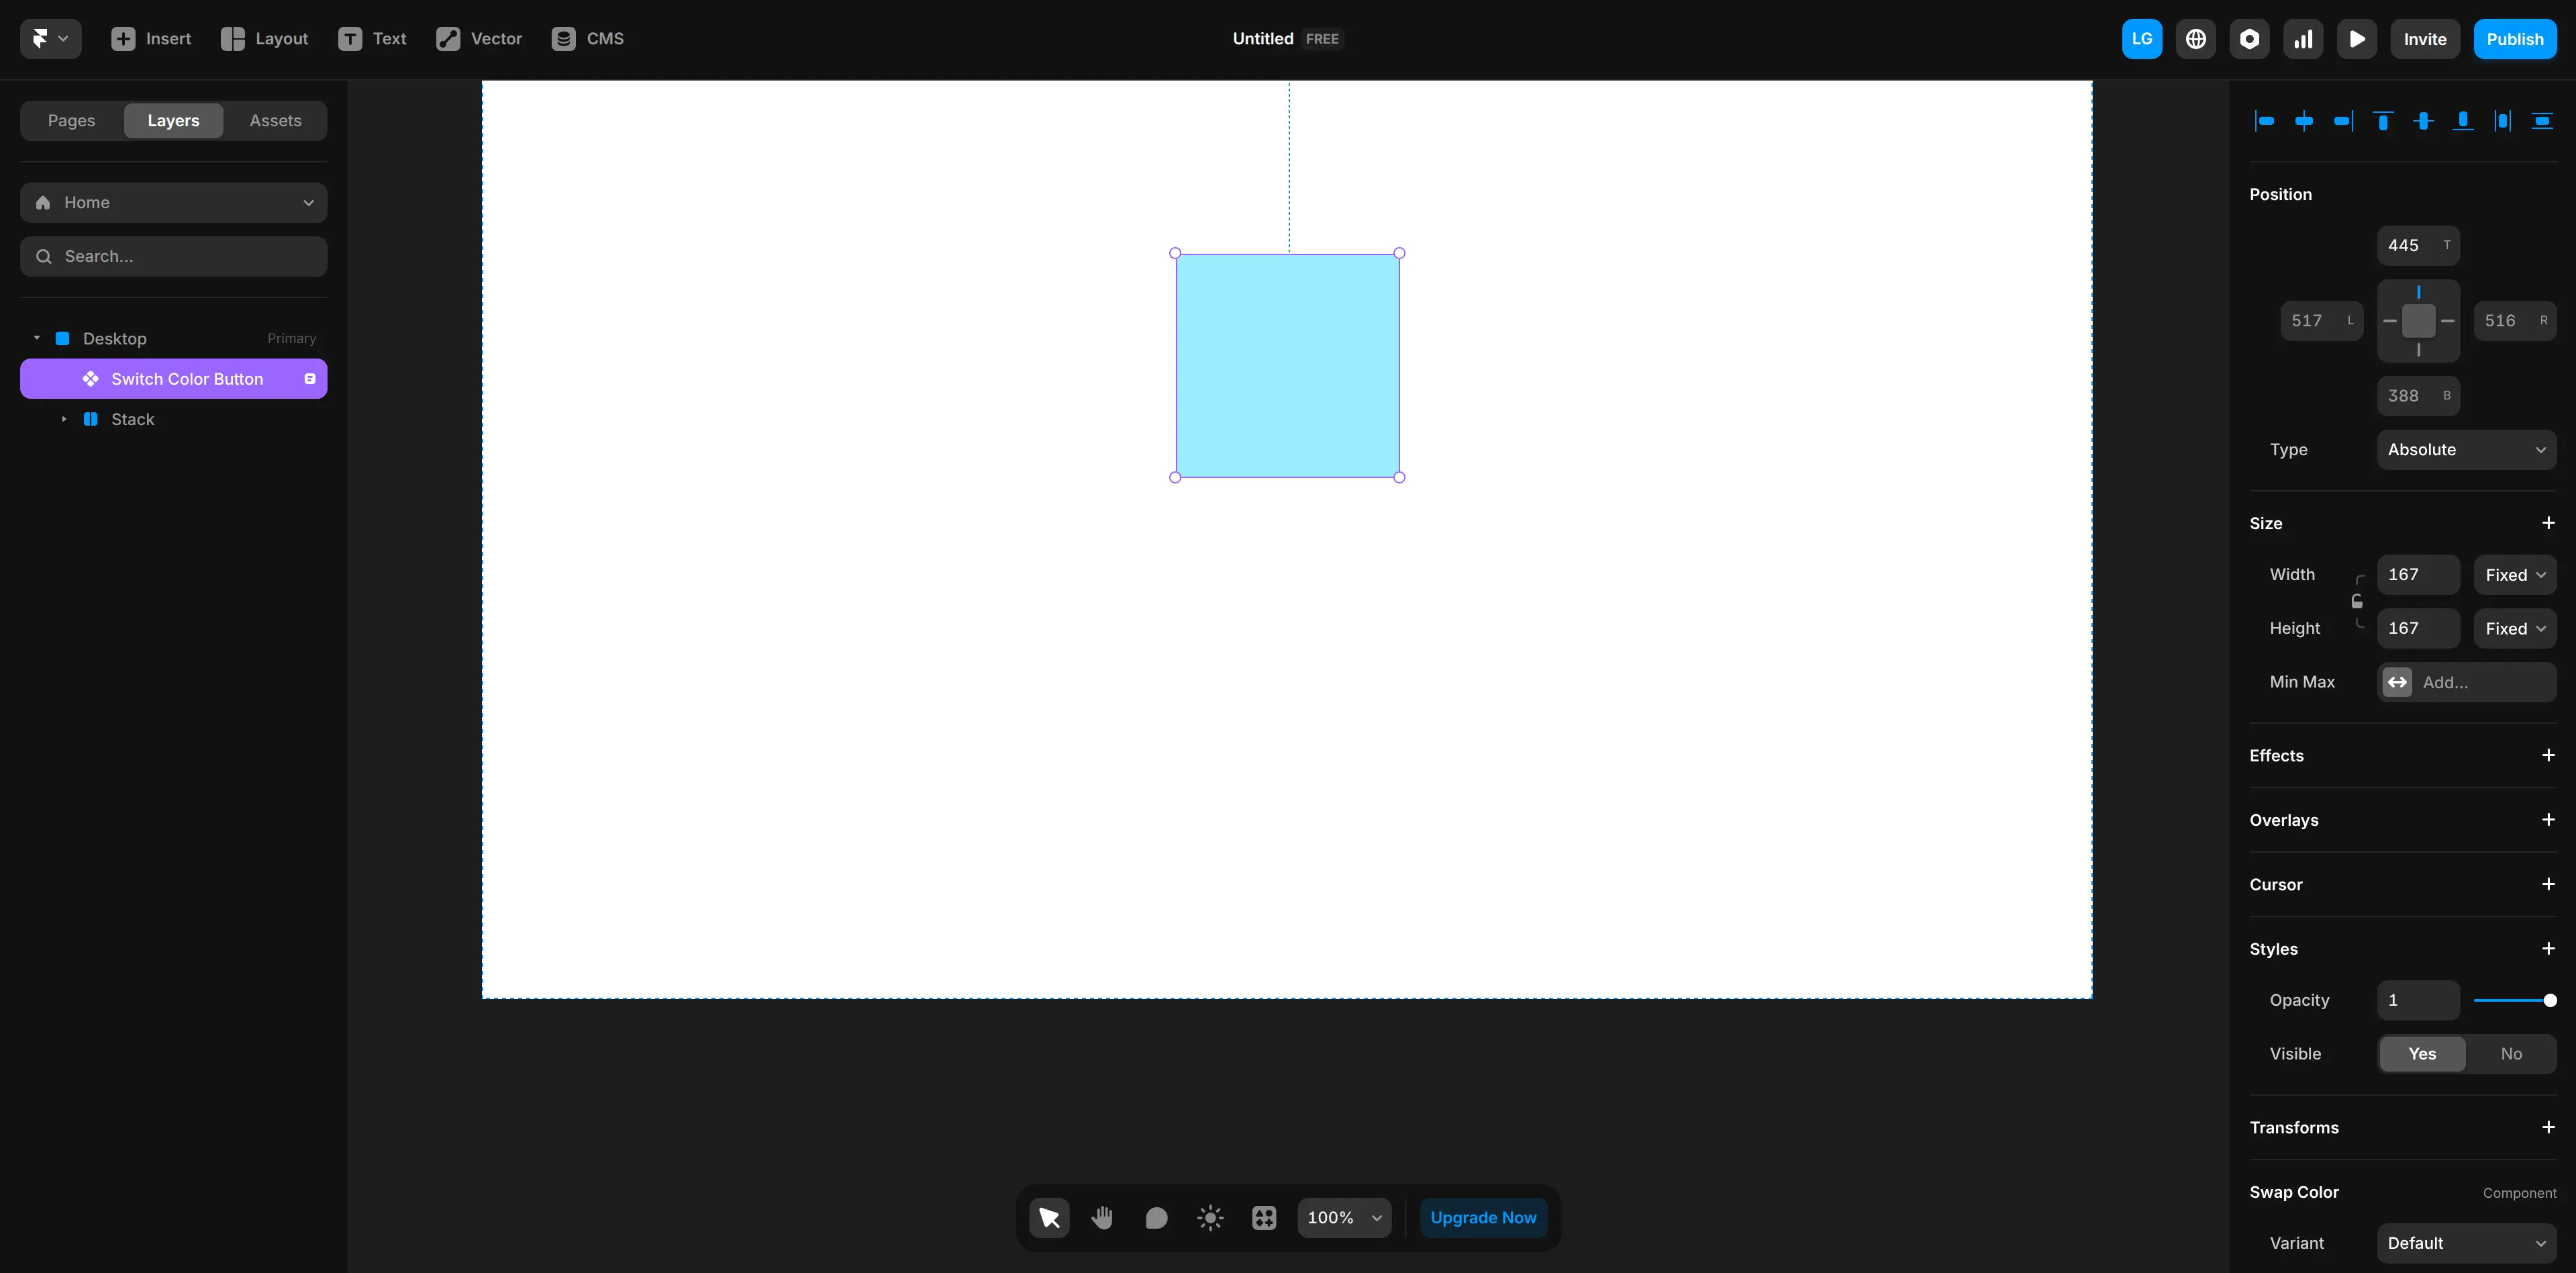 Insert Layout Text Vector CMS Untitled FREE LG Invite Publish
Pages Layers Assets
Home
Search...
Desktop Primary
Switch Color Button
Stack
Position
445 T
517 L 516 R
388 B
Type Absolute
Size
Width 167 Fixed
Height 167 Fixed
Min Max Add...
Effects
Overlays
Cursor
Styles
Opacity 1
Visible Yes No
Transforms
Swap Color Component
Variant Default
100% Upgrade Now